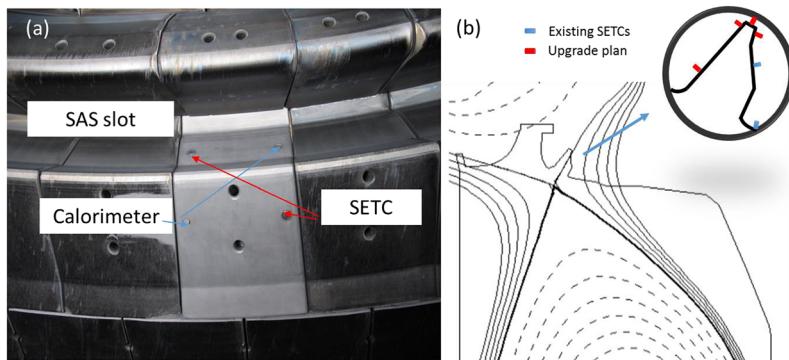 (a)
SAS slot
Calorimeter
SETC
(b)
Existing SETCs
Upgrade plan